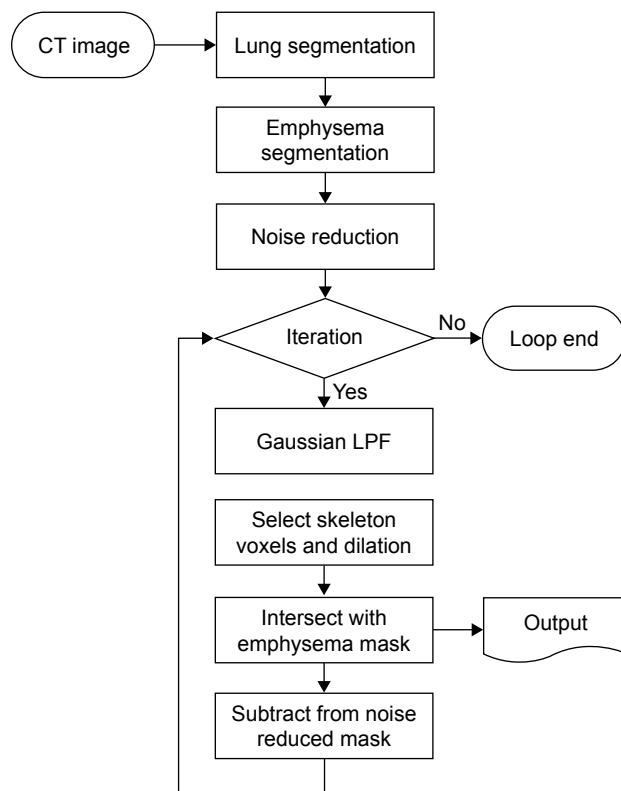 CT image
Lung segmentation
Emphysema
segmentation
Noise reduction
Iteration
No
Loop end
Yes
Gaussian LPF
Select skeleton
voxels and dilation
Intersect with
emphysema mask
Output
Subtract from noise
reduced mask